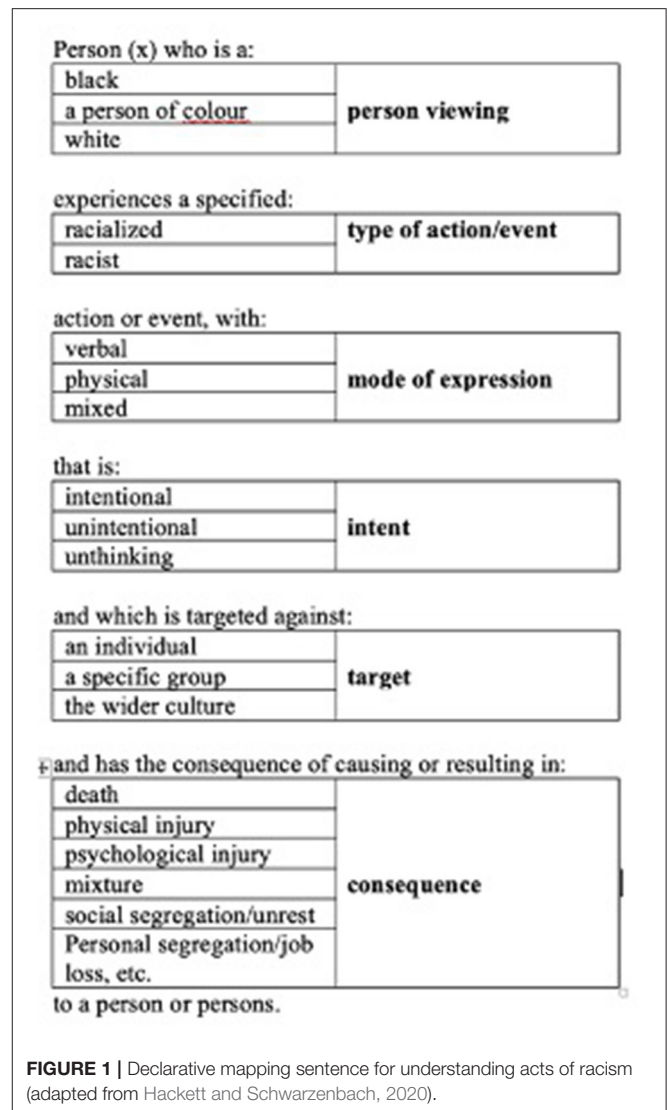 Person (x) who is a:
black
a person of colour
person viewing
white
experiences a specified:
racialized
type of action/event
racist
action or event, with:
verbal
physical
mode of expression
mixed
that is:
intentional
unintentional
intent
unthinking
and which is targeted against:
an individual
a specific group
target
the wider culture
and has the consequence of causing or resulting in:
death
physical injury
psychological injury
mixture
consequence
social segregation/unrest
Personal segregation/job
loss, etc.
to a person or persons.
FIGURE 1 | Declarative mapping sentence for understanding acts of racism
(adapted from Hackett and Schwarzenbach, 2020).